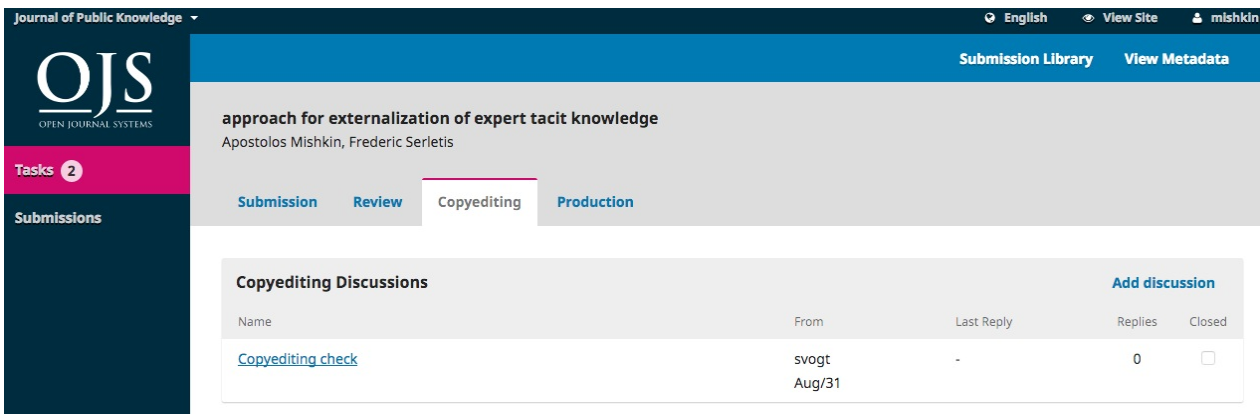 Journal of Public Knowledge English View Site mishkin
OJS
OPEN JOURNAL SYSTEMS
Submission Library View Metadata
approach for externalization of expert tacit knowledge
Apostolos Mishkin, Frederic Serletis
Tasks 2
Submission Review Copyediting Production
Submissions
Copyediting Discussions Add discussion
Name From Last Reply Replies Closed
Copyediting check svogt - 0
Aug/31